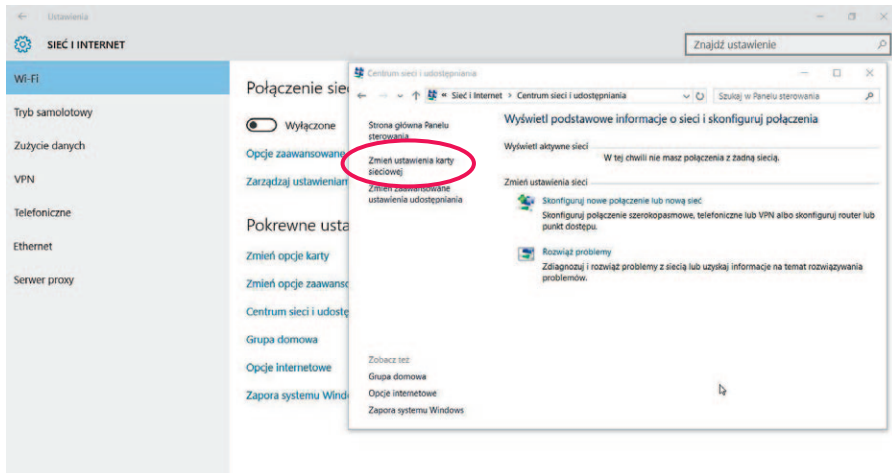 Ustawienia
SIEĆ I INTERNET
Znajdź ustawienie
Wi-Fi
Tryb samolotowy
Zużycie danych
VPN
Telefoniczne
Ethernet
Serwer proxy
Połączenie sie
Wyłączone
Opcje zaawansowane
Zarządzaj ustawieniam
Pokrewne usta
Zmień opcje karty
Zmień opcje zaawanso
Centrum sieci i udostę
Grupa domowa
Opcje internetowe
Zapora systemu Windo
Centrum sieci i udostępniania
« Sieć i Internet > Centrum sieci i udostępniania
Szukaj w Panelu sterowania
Strona główna Panelu
sterowania
Zmień ustawienia karty
sieciowej
Zmień zaawansowane
ustawienia udostępniania
Wyświetl podstawowe informacje o sieci i skonfiguruj połączenia
Wyświetl aktywne sieci
W tej chwili nie masz połączenia z żadną siecią.
Zmień ustawienia sieci
Skonfiguruj nowe połączenie lub nową sieć
Skonfiguruj połączenie szerokopasmowe, telefoniczne lub VPN albo skonfiguruj router lub
punkt dostępu.
Rozwiąż problemy
Zdiagnozuj i rozwiąż problemy z siecią lub uzyskaj informacje na temat rozwiązywania
problemów.
Zobacz też
Grupa domowa
Opcje internetowe
Zapora systemu Windows